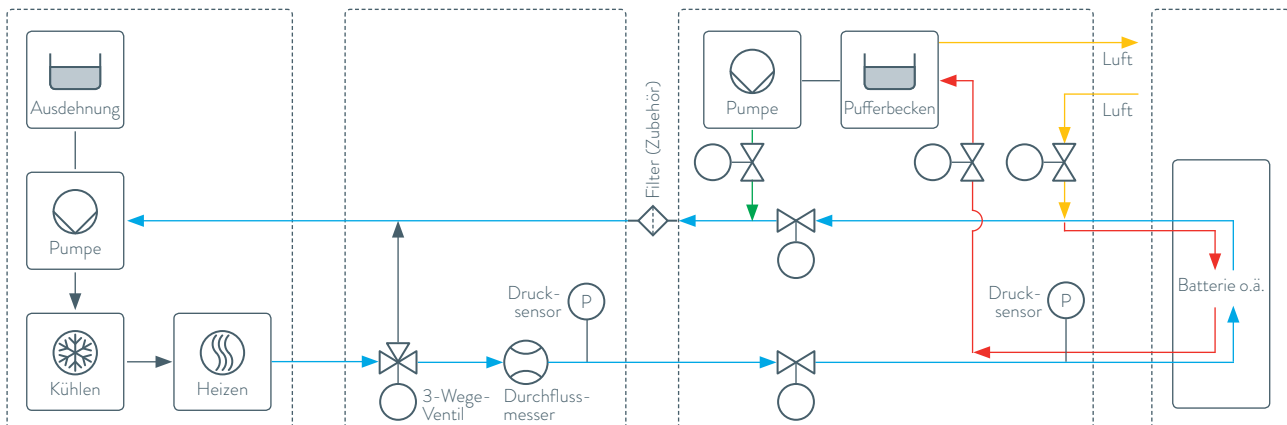 Ausdehnung
Pumpe
Kühlen
Heizen
3-Wege-
Ventil
Durchfluss-
messer
Druck-
sensor
P
Filter (Zubehör)
Pumpe
Pufferbecken
Luft
Luft
Druck-
sensor
P
Batterie o.ä.